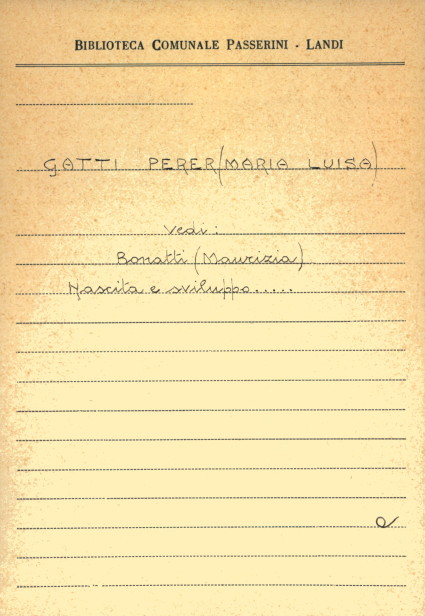 BIBLIOTECA COMUNALE PASSERINI - LANDI
GATTI PERER (MARIA LUISA)
Vedi:
Bonatti (Maurizia)
Nascita e sviluppo.....